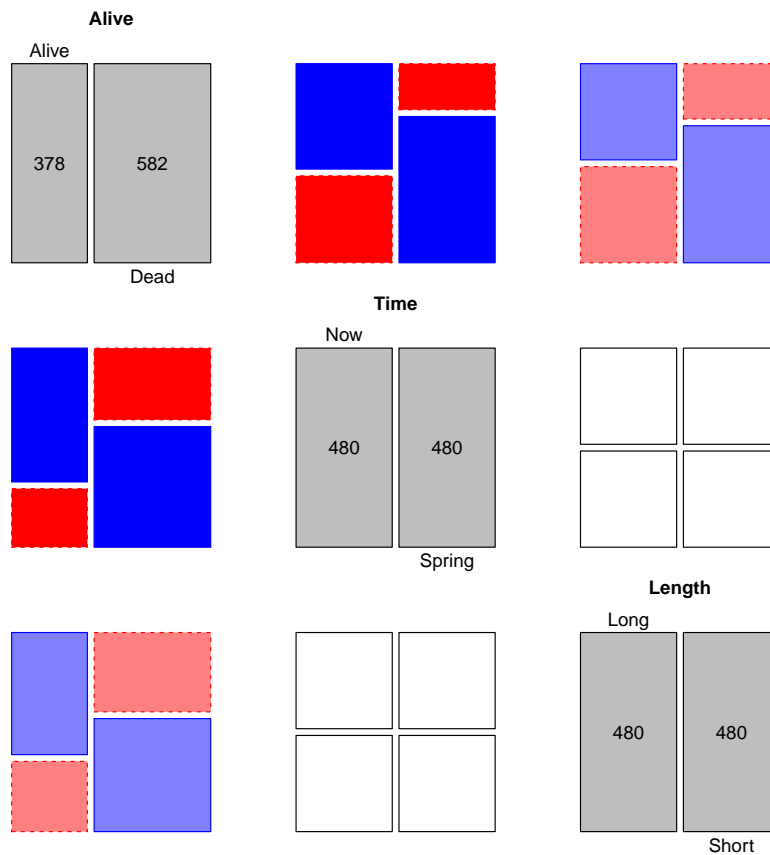 Alive
Alive
378 582
Dead
Time
Now
480 480
Spring
Length
Long
480 480
Short